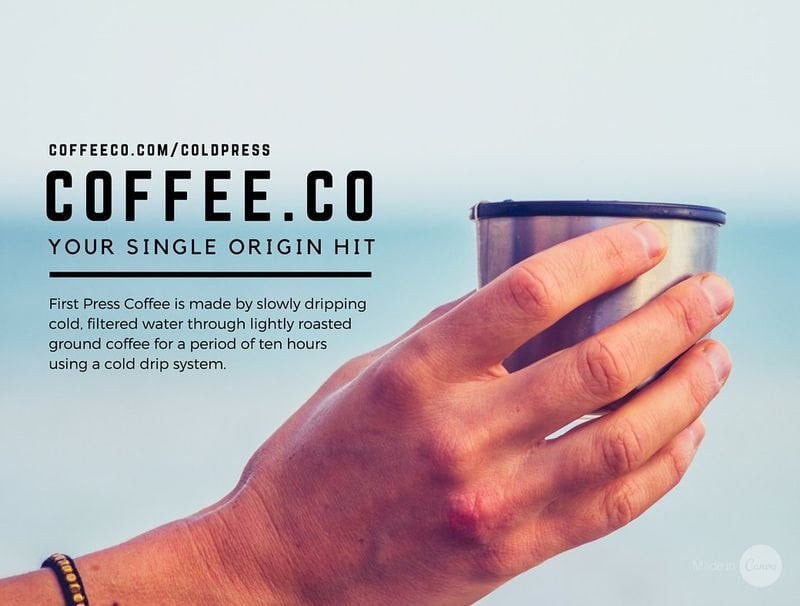 COFFEECO.COM/COLDPRESS
COFFEE.CO
YOUR SINGLE ORIGIN HIT
First Press Coffee is made by slowly dripping
cold, filtered water through lightly roasted
ground coffee for a period of ten hours
using a cold drip system.
Made in Canva